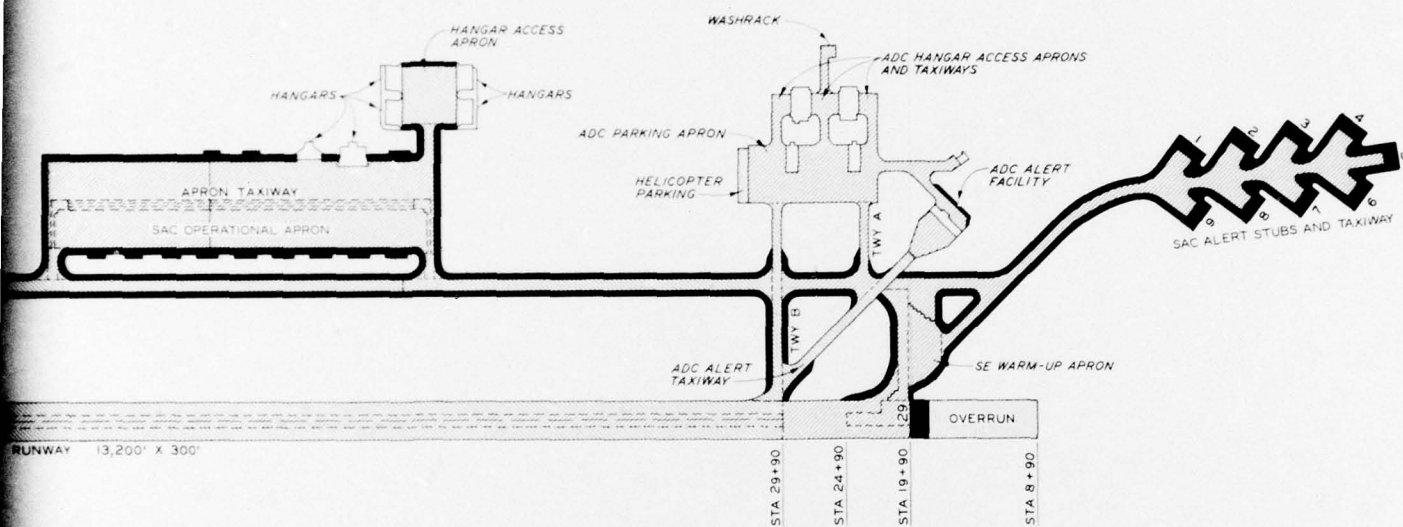 WASHRACK
HANGAR ACCESS
APRON
ADC HANGAR ACCESS APRONS
AND TAXIWAYS
HANGARS
HANGARS
ADC PARKING APRON
HELICOPTER
PARKING
ADC ALERT
FACILITY
1
2
3
4
6
7
8
9
SAC ALERT STUBS AND TAXIWAY
APRON TAXIWAY
SAC OPERATIONAL APRON
TWY A
TWY B
ADC ALERT
TAXIWAY
SE WARM-UP APRON
29
OVERRUN
RUNWAY 13,200' X 300'
STA 29+90
STA 24+90
STA 19+90
STA 8+90